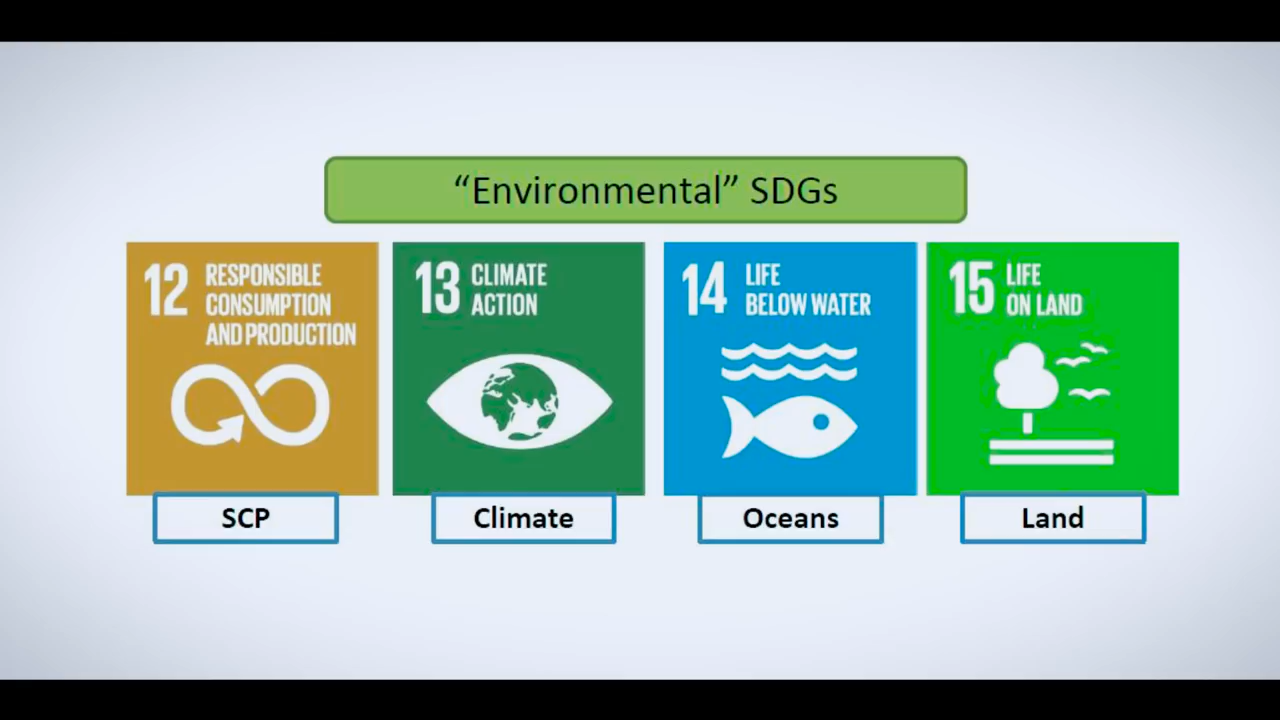 “Environmental” SDGs
12 RESPONSIBLE
CONSUMPTION
AND PRODUCTION
13 CLIMATE
ACTION
14 LIFE
BELOW WATER
15 LIFE
ON LAND
SCP
Climate
Oceans
Land